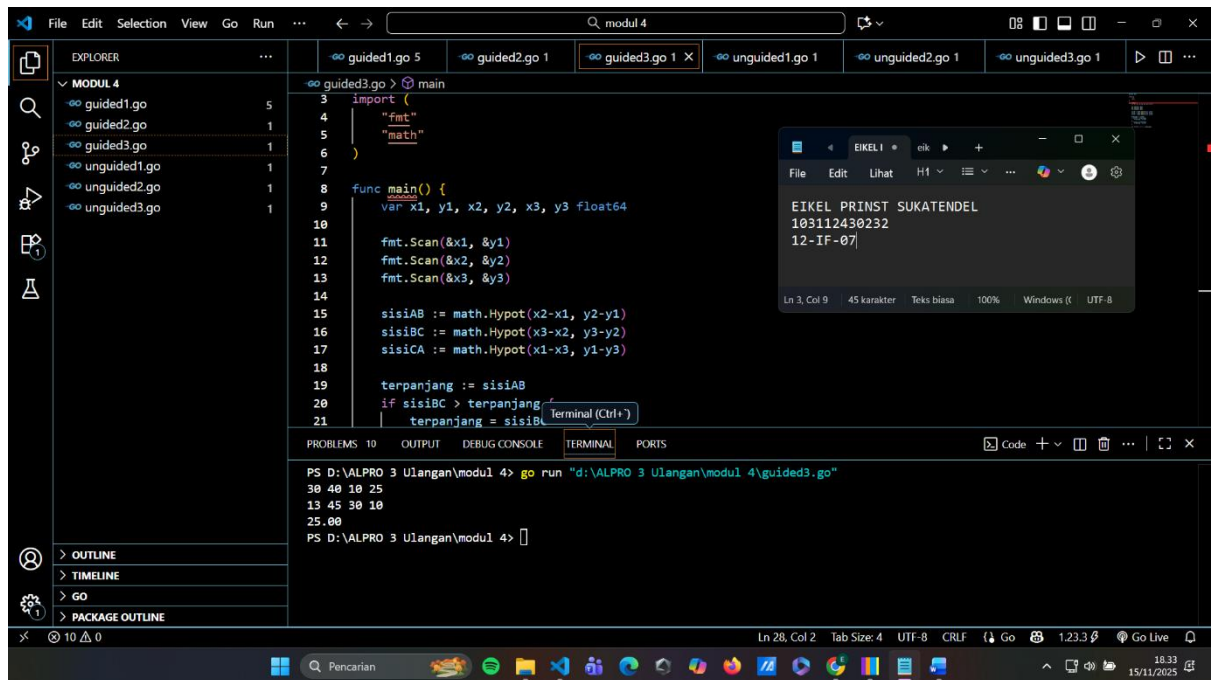 File Edit Selection View Go Run ... modul 4
EXPLORER ...
MODUL 4
guided1.go 5
guided2.go 1
guided3.go 1
unguided1.go 1
unguided2.go 1
unguided3.go 1
OUTLINE
TIMELINE
GO
PACKAGE OUTLINE
guided1.go 5 guided2.go 1 guided3.go 1 unguided1.go 1 unguided2.go 1 unguided3.go 1
guided3.go > main
3 import (
4 "fmt"
5 "math"
6 )
7
8 func main() {
9 var x1, y1, x2, y2, x3, y3 float64
10
11 fmt.Scan(&x1, &y1)
12 fmt.Scan(&x2, &y2)
13 fmt.Scan(&x3, &y3)
14
15 sisiAB := math.Hypot(x2-x1, y2-y1)
16 sisiBC := math.Hypot(x3-x2, y3-y2)
17 sisiCA := math.Hypot(x1-x3, y1-y3)
18
19 terpanjang := sisiAB
20 if sisiBC > terpanjang {
21 terpanjang = sisiBC
Terminal (Ctrl+`)
EIKEL I eik
File Edit Lihat H1 ...
EIKEL PRINST SUKATENDEL
103112430232
12-IF-07
Ln 3, Col 9 45 karakter Teks biasa 100% Windows (C UTF-8
PROBLEMS 10 OUTPUT DEBUG CONSOLE TERMINAL PORTS Code
PS D:\ALPRO 3 Ulangan\modul 4> go run "d:\ALPRO 3 Ulangan\modul 4\guided3.go"
30 40 10 25
13 45 30 10
25.00
PS D:\ALPRO 3 Ulangan\modul 4>
10 0 Ln 28, Col 2 Tab Size: 4 UTF-8 CRLF Go 1.23.3 Go Live
Pencarian
18.33
15/11/2025